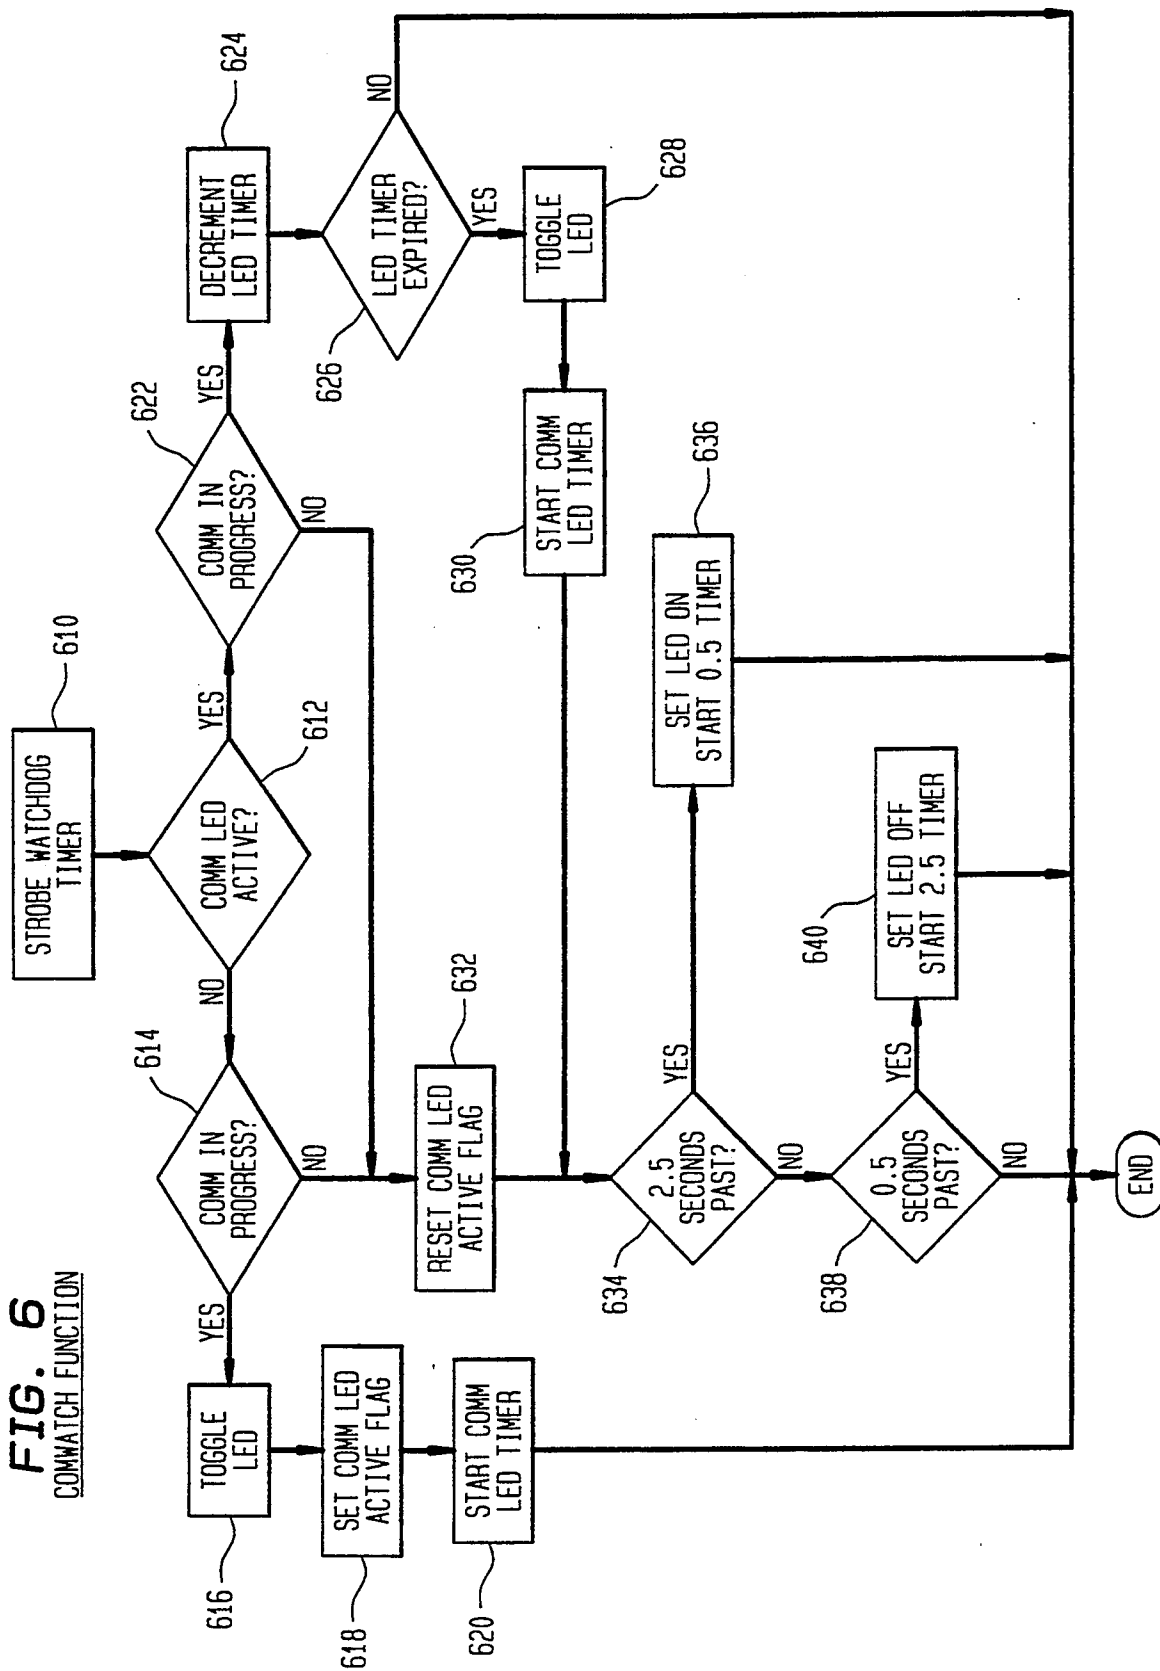 FIG. 6
COMWATCH FUNCTION
STROBE WATCHDOG
TIMER
610
COMM LED
ACTIVE?
612
NO
YES
COMM IN
PROGRESS?
614
YES
NO
TOGGLE
LED
616
SET COMM LED
ACTIVE FLAG
618
START COMM
LED TIMER
620
COMM IN
PROGRESS?
622
YES
NO
DECREMENT
LED TIMER
624
LED TIMER
EXPIRED?
626
NO
YES
TOGGLE
LED
628
START COMM
LED TIMER
630
RESET COMM LED
ACTIVE FLAG
632
2.5
SECONDS
PAST?
634
YES
NO
SET LED ON
START 0.5 TIMER
636
0.5
SECONDS
PAST?
638
YES
NO
SET LED OFF
START 2.5 TIMER
640
END